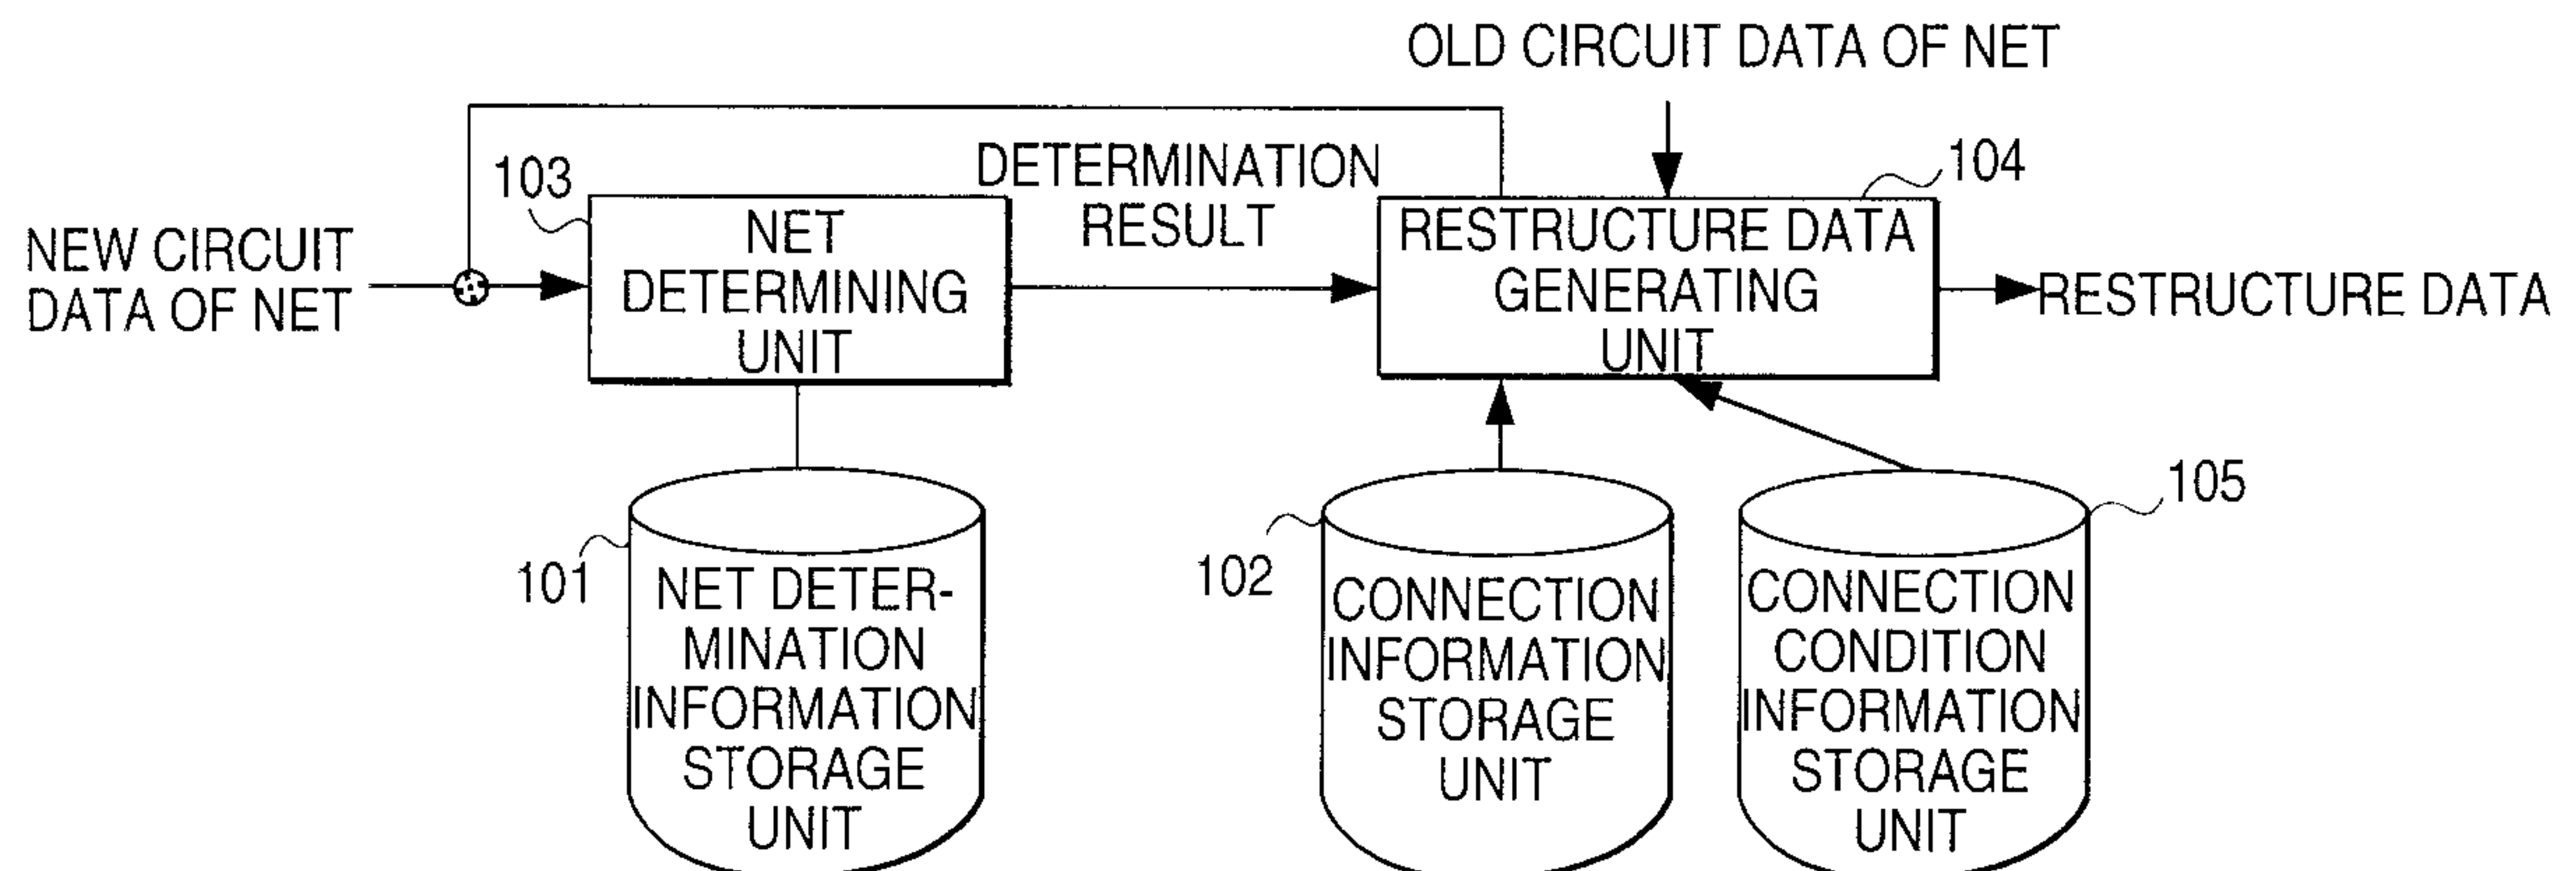 OLD CIRCUIT DATA OF NET
103
DETERMINATION
RESULT
104
NEW CIRCUIT
DATA OF NET
NET
DETERMINING
UNIT
RESTRUCTURE DATA
GENERATING
UNIT
RESTRUCTURE DATA
101
NET DETER-
MINATION
INFORMATION
STORAGE
UNIT
102
CONNECTION
INFORMATION
STORAGE
UNIT
105
CONNECTION
CONDITION
INFORMATION
STORAGE
UNIT